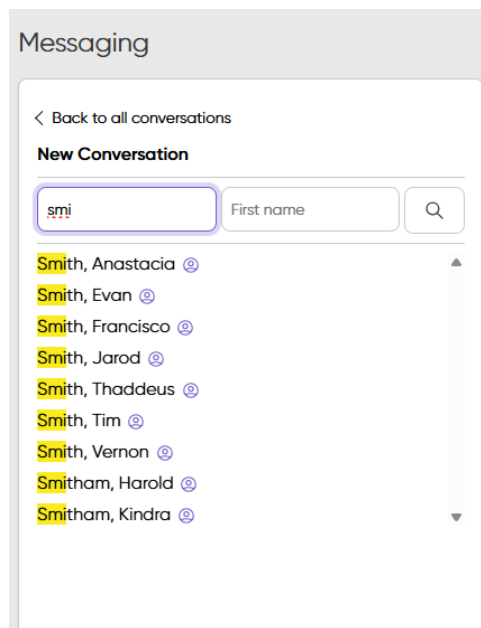 Messaging
Back to all conversations
New Conversation
smi First name
Smith, Anastacia
Smith, Evan
Smith, Francisco
Smith, Jarod
Smith, Thaddeus
Smith, Tim
Smith, Vernon
Smitham, Harold
Smitham, Kindra